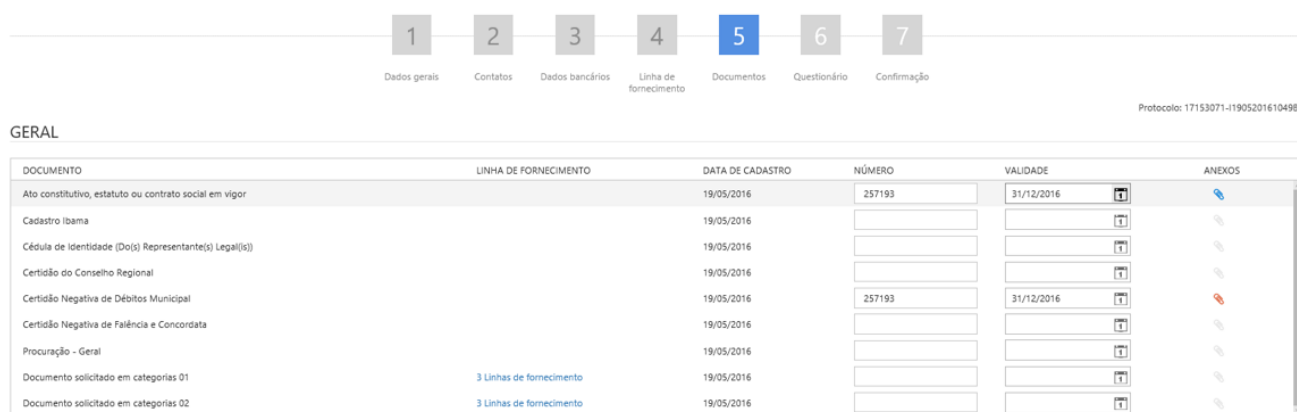 1 2 3 4 5 6 7
Dados gerais Contatos Dados bancários Linha de fornecimento Documentos Questionário Confirmação
Protocolo: 17153071-I1905201610498
GERAL
DOCUMENTO LINHA DE FORNECIMENTO DATA DE CADASTRO NÚMERO VALIDADE ANEXOS
Ato constitutivo, estatuto ou contrato social em vigor 19/05/2016 257193 31/12/2016
Cadastro Ibama 19/05/2016
Cédula de Identidade (Do(s) Representante(s) Legal(is)) 19/05/2016
Certidão do Conselho Regional 19/05/2016
Certidão Negativa de Débitos Municipal 19/05/2016 257193 31/12/2016
Certidão Negativa de Falência e Concordata 19/05/2016
Procuração - Geral 19/05/2016
Documento solicitado em categorias 01 3 Linhas de fornecimento 19/05/2016
Documento solicitado em categorias 02 3 Linhas de fornecimento 19/05/2016